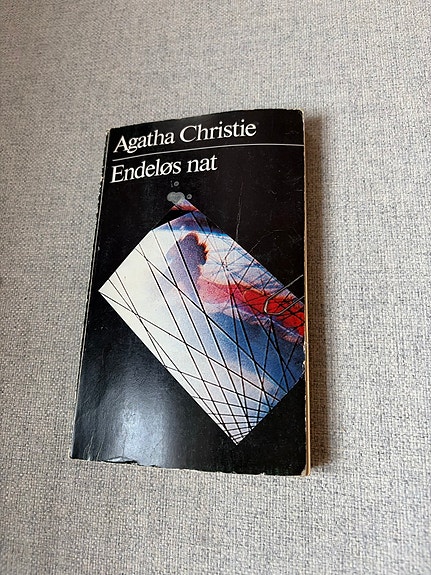 Agatha Christie
Endeløs nat